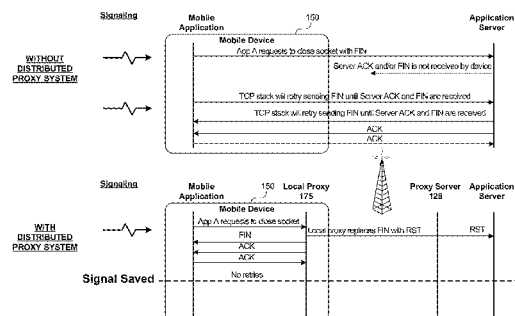 Signaling
Mobile
Application
150
Application
Server
Mobile Device
App A requests to close socket with FIN
WITHOUT
DISTRIBUTED
PROXY SYSTEM
Server ACK and/or FIN is not received by device
TCP stack will retry sending FIN until Server ACK and FIN are received
TCP stack will retry sending FIN until Server ACK and FIN are received
ACK
ACK
Signaling
Mobile
Application
150
Local Proxy
175
Proxy Server
125
Application
Server
Mobile Device
App A requests to close socket
WITH
DISTRIBUTED
PROXY SYSTEM
FIN
Local proxy replaces FIN with RST
RST
ACK
ACK
No retries
Signal Saved